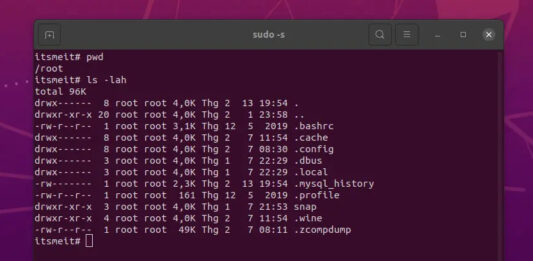 sudo -s
itsmeit# pwd
/root
itsmeit# ls -lah
total 96K
drwx------  8 root root 4,0K Thg 2  13 19:54 .
drwxr-xr-x 20 root root 4,0K Thg 2   1 23:58 ..
-rw-r--r--  1 root root 3,1K Thg 12  5  2019 .bashrc
drwx------  8 root root 4,0K Thg 2   7 11:54 .cache
drwx------  8 root root 4,0K Thg 2   7 08:30 .config
drwx------  3 root root 4,0K Thg 1   7 22:29 .dbus
drwx------  3 root root 4,0K Thg 1   7 22:29 .local
-rw-------  1 root root 2,3K Thg 2  13 19:54 .mysql_history
-rw-r--r--  1 root root  161 Thg 12  5  2019 .profile
drwxr-xr-x  3 root root 4,0K Thg 1   7 21:53 snap
drwxr-xr-x  4 root root 4,0K Thg 2   7 11:54 .wine
-rw-r--r--  1 root root  49K Thg 2   7 08:11 .zcompdump
itsmeit#